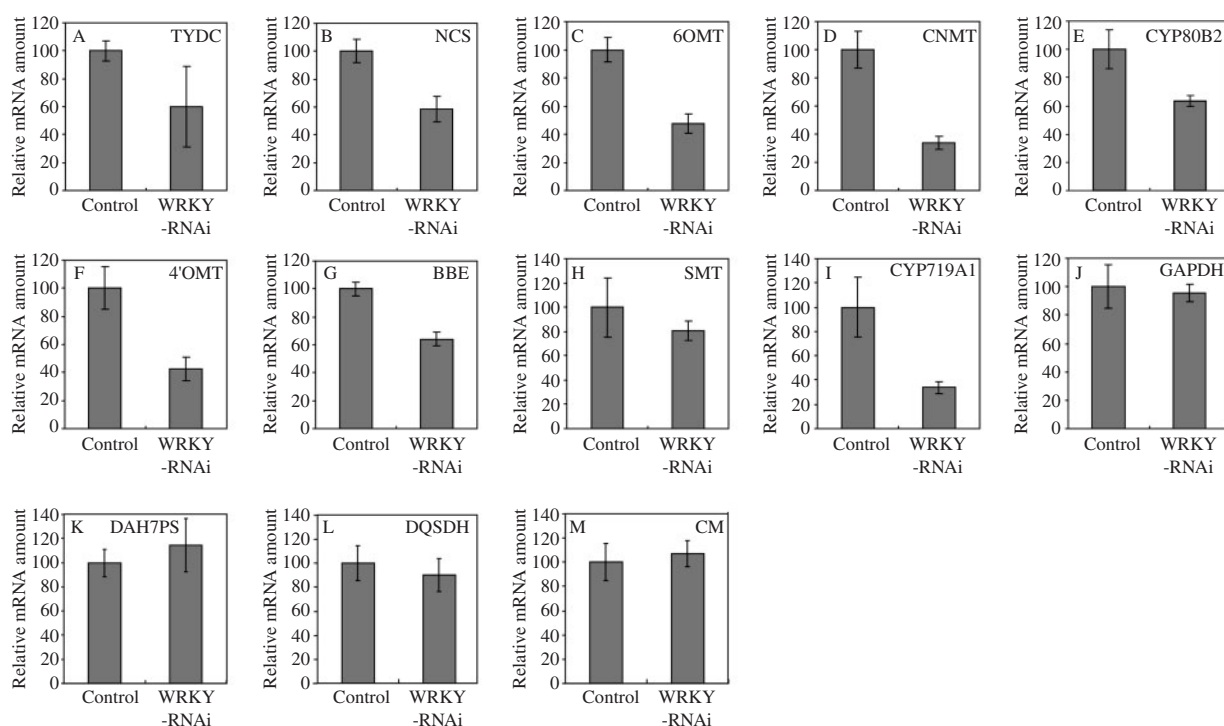 A TYDC
Relative mRNA amount
120
100
80
60
40
20
0
Control WRKY
-RNAi
B NCS
Relative mRNA amount
120
100
80
60
40
20
0
Control WRKY
-RNAi
C 6OMT
Relative mRNA amount
120
100
80
60
40
20
0
Control WRKY
-RNAi
D CNMT
Relative mRNA amount
120
100
80
60
40
20
0
Control WRKY
-RNAi
E CYP80B2
Relative mRNA amount
120
100
80
60
40
20
0
Control WRKY
-RNAi
F 4'OMT
Relative mRNA amount
120
100
80
60
40
20
0
Control WRKY
-RNAi
G BBE
Relative mRNA amount
120
100
80
60
40
20
0
Control WRKY
-RNAi
H SMT
Relative mRNA amount
140
120
100
80
60
40
20
0
Control WRKY
-RNAi
I CYP719A1
Relative mRNA amount
140
120
100
80
60
40
20
0
Control WRKY
-RNAi
J GAPDH
Relative mRNA amount
120
100
80
60
40
20
0
Control WRKY
-RNAi
K DAH7PS
Relative mRNA amount
140
120
100
80
60
40
20
0
Control WRKY
-RNAi
L DQSDH
Relative mRNA amount
140
120
100
80
60
40
20
0
Control WRKY
-RNAi
M CM
Relative mRNA amount
140
120
100
80
60
40
20
0
Control WRKY
-RNAi